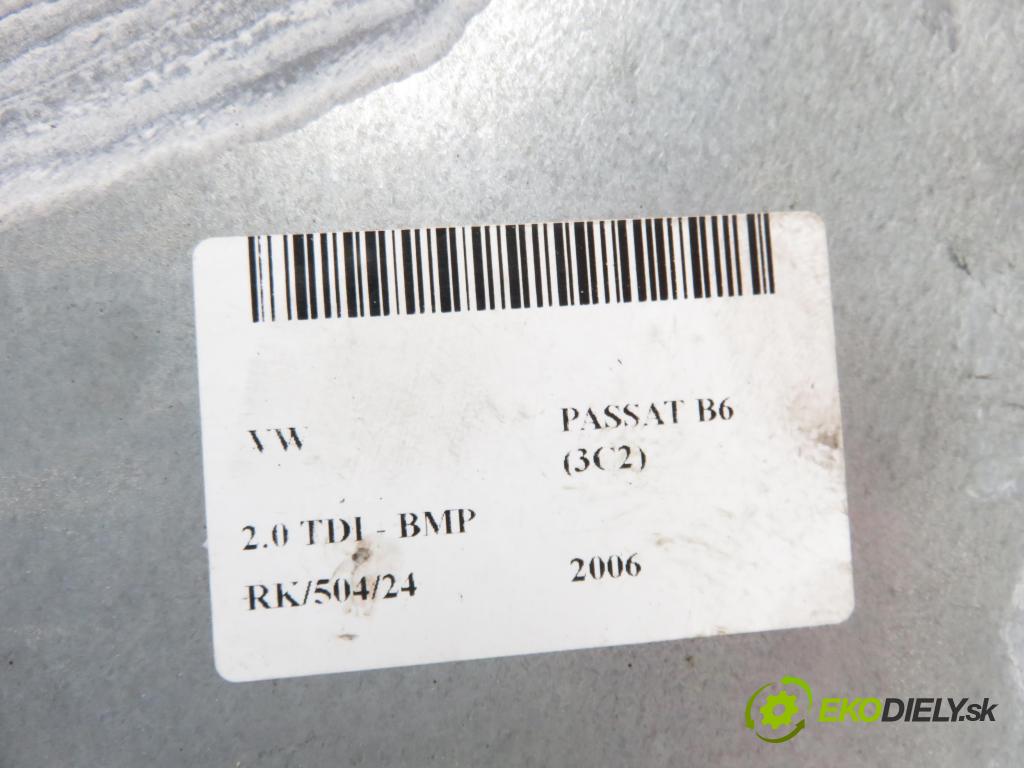 VW
PASSAT B6
(3C2)
2.0 TDI - BMP
2006
RK/504/24
EKODIELY.sk